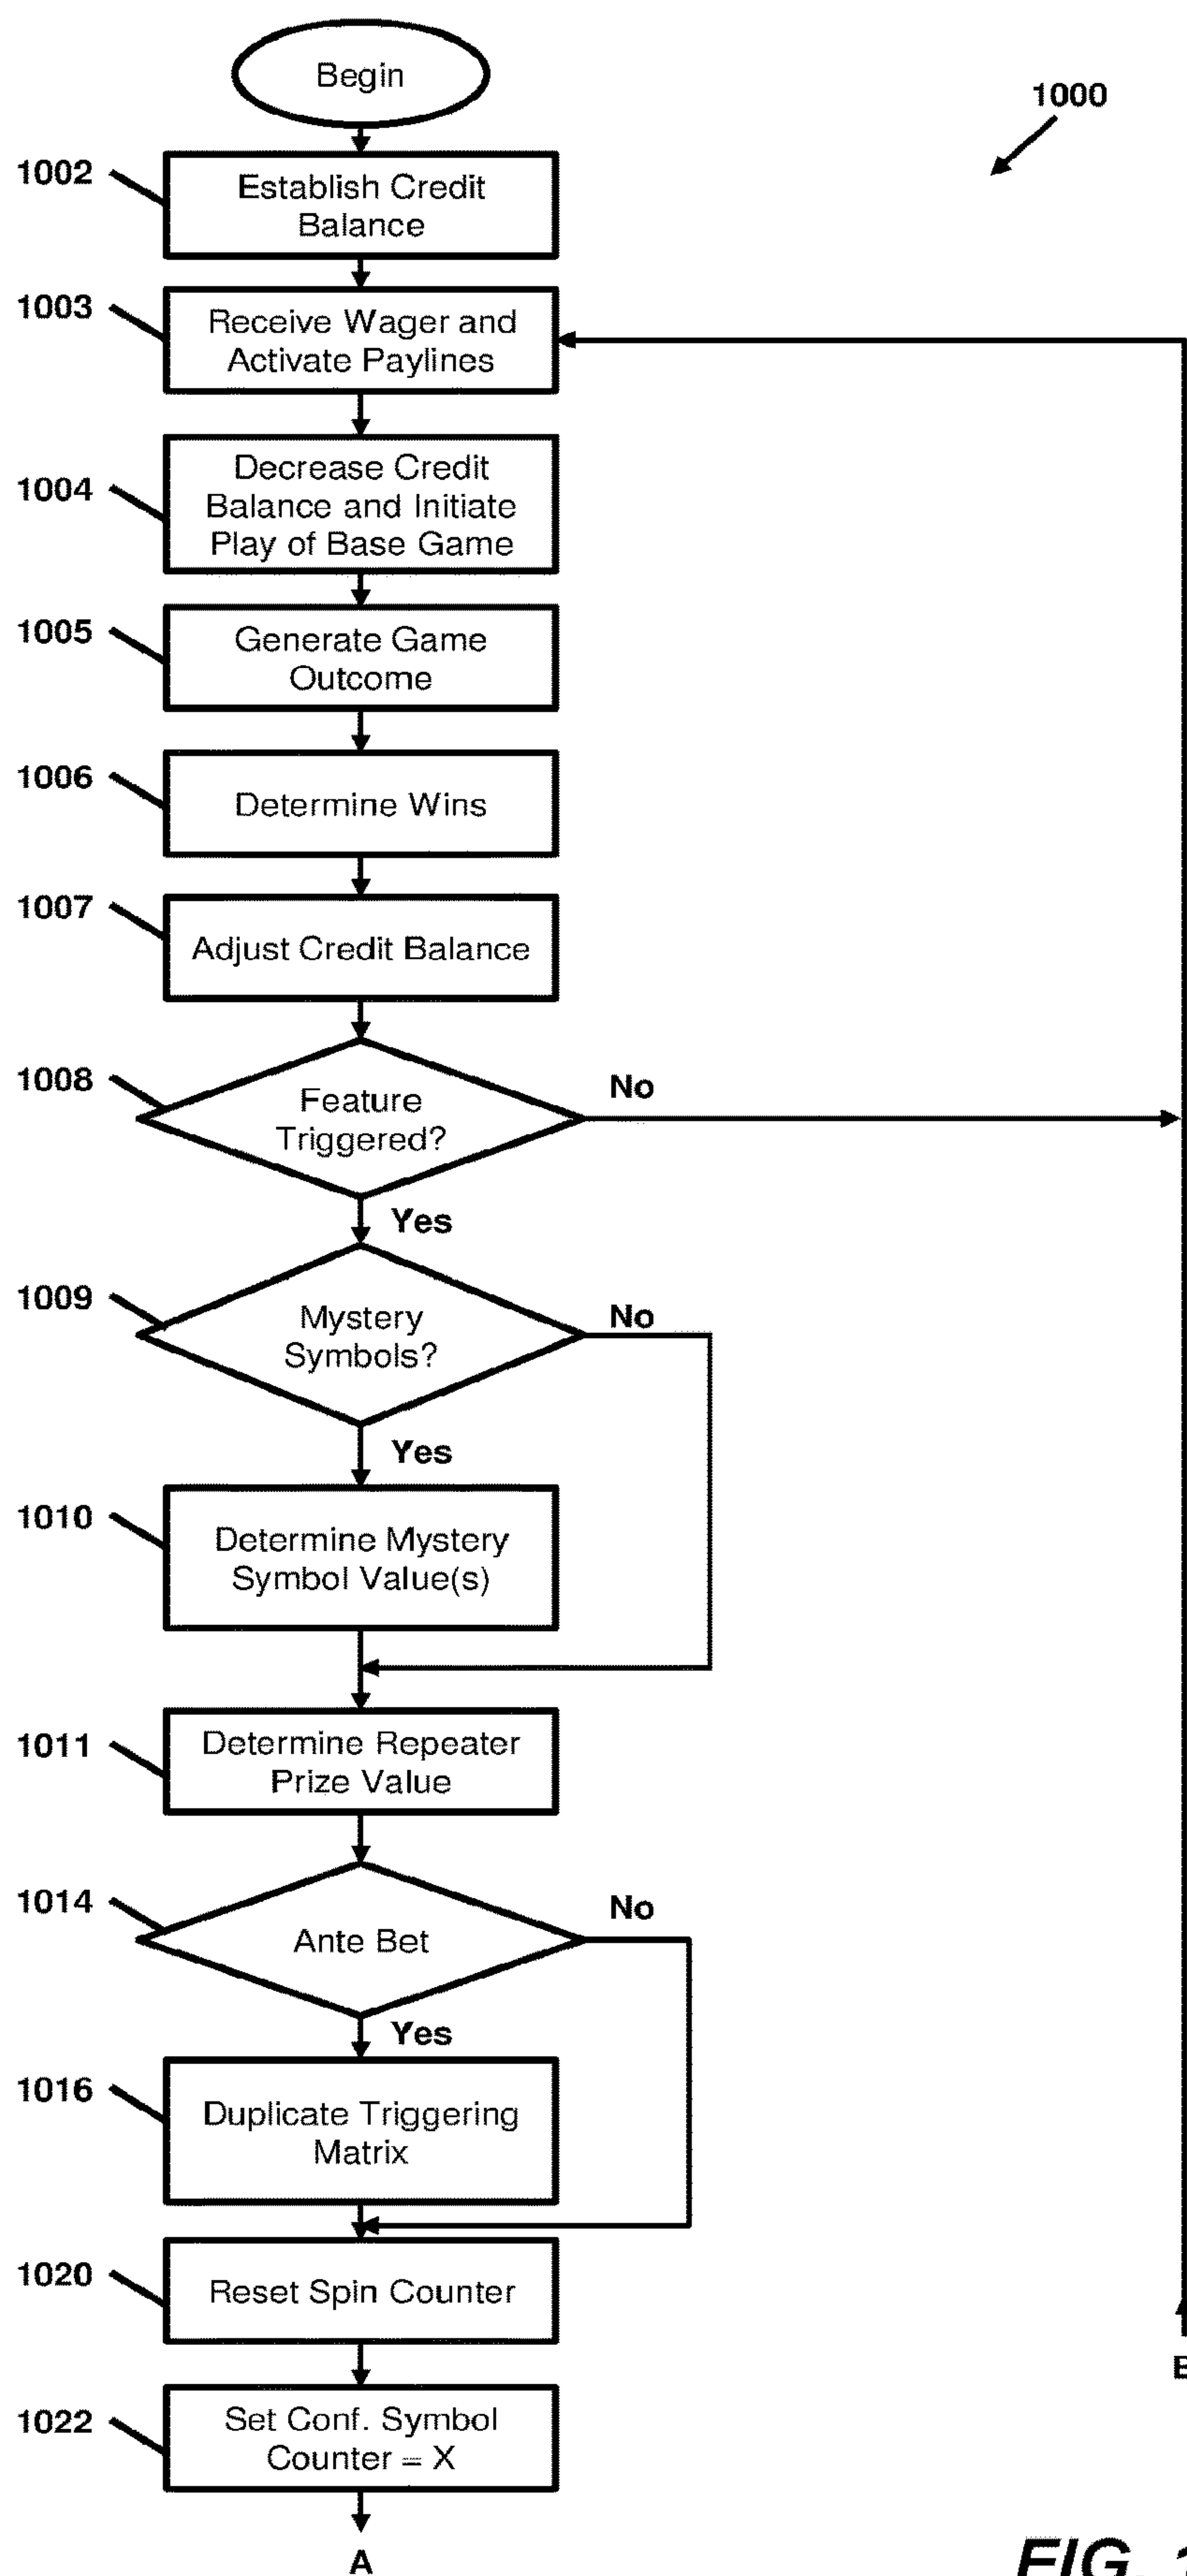 Begin
1000
1002
Establish Credit
Balance
1003
Receive Wager and
Activate Paylines
1004
Decrease Credit
Balance and Initiate
Play of Base Game
1005
Generate Game
Outcome
1006
Determine Wins
1007
Adjust Credit Balance
1008
Feature
Triggered?
No
Yes
1009
Mystery
Symbols?
No
Yes
1010
Determine Mystery
Symbol Value(s)
1011
Determine Repeater
Prize Value
1014
Ante Bet
No
Yes
1016
Duplicate Triggering
Matrix
1020
Reset Spin Counter
1022
Set Conf. Symbol
Counter = X
A
FIG.